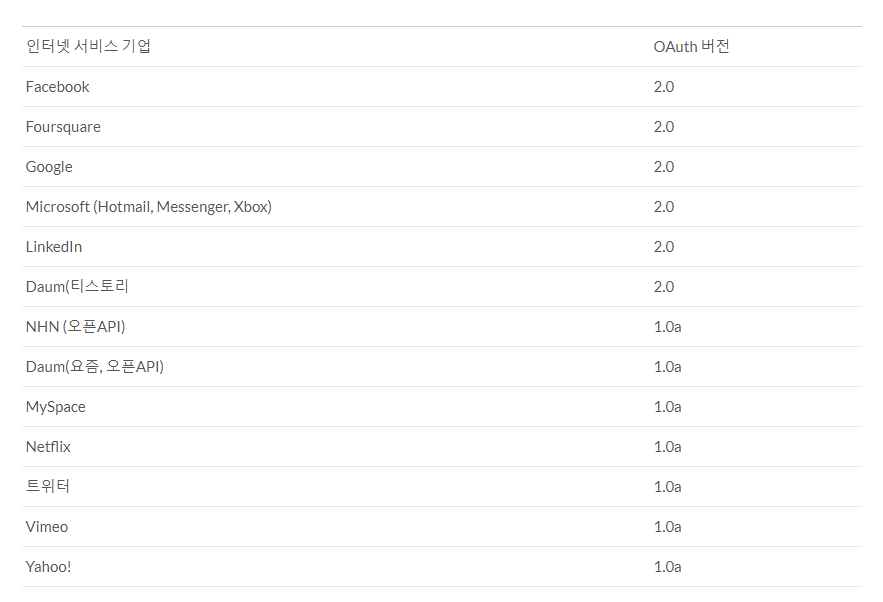 인터넷 서비스 기업 OAuth 버전
Facebook 2.0
Foursquare 2.0
Google 2.0
Microsoft (Hotmail, Messenger, Xbox) 2.0
LinkedIn 2.0
Daum(티스토리 2.0
NHN (오픈API) 1.0a
Daum(요즘, 오픈API) 1.0a
MySpace 1.0a
Netflix 1.0a
트위터 1.0a
Vimeo 1.0a
Yahoo! 1.0a